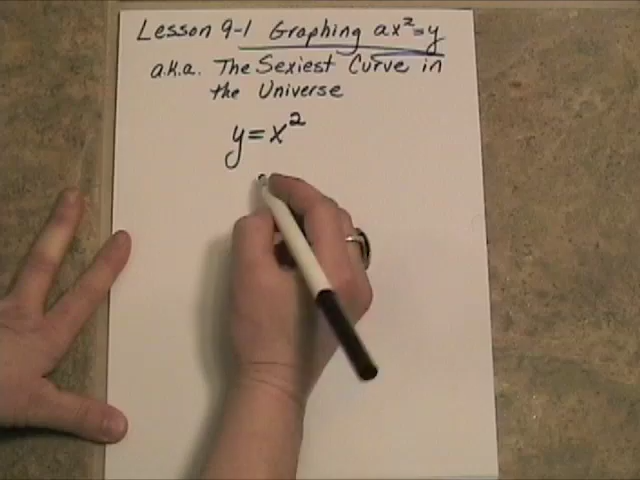 Lesson 9-1 Graphing ax²=y
a.k.a. The Sexiest Curve in
the Universe
y=x²